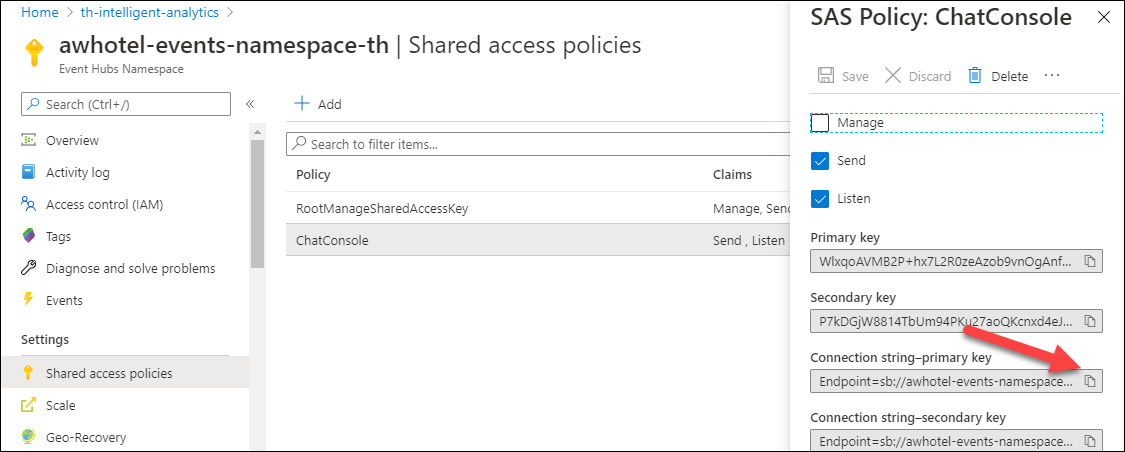 Home > th-intelligent-analytics >
awhotel-events-namespace-th | Shared access policies
Event Hubs Namespace
Search (Ctrl+/)
«
Overview
Activity log
Access control (IAM)
Tags
Diagnose and solve problems
Events
Settings
Shared access policies
Scale
Geo-Recovery
+ Add
Search to filter items...
Policy Claims
RootManageSharedAccessKey Manage, Send
ChatConsole Send , Listen
SAS Policy: ChatConsole
Save Discard Delete ...
Manage
Send
Listen
Primary key
WlxqoAVMB2P+hx7L2R0zeAzob9vnOgAnf...
Secondary key
P7kDGjW8814TbUm94PKu27aoQKcnxd4eJ...
Connection string–primary key
Endpoint=sb://awhotel-events-namespace...
Connection string–secondary key
Endpoint=sb://awhotel-events-namespace...